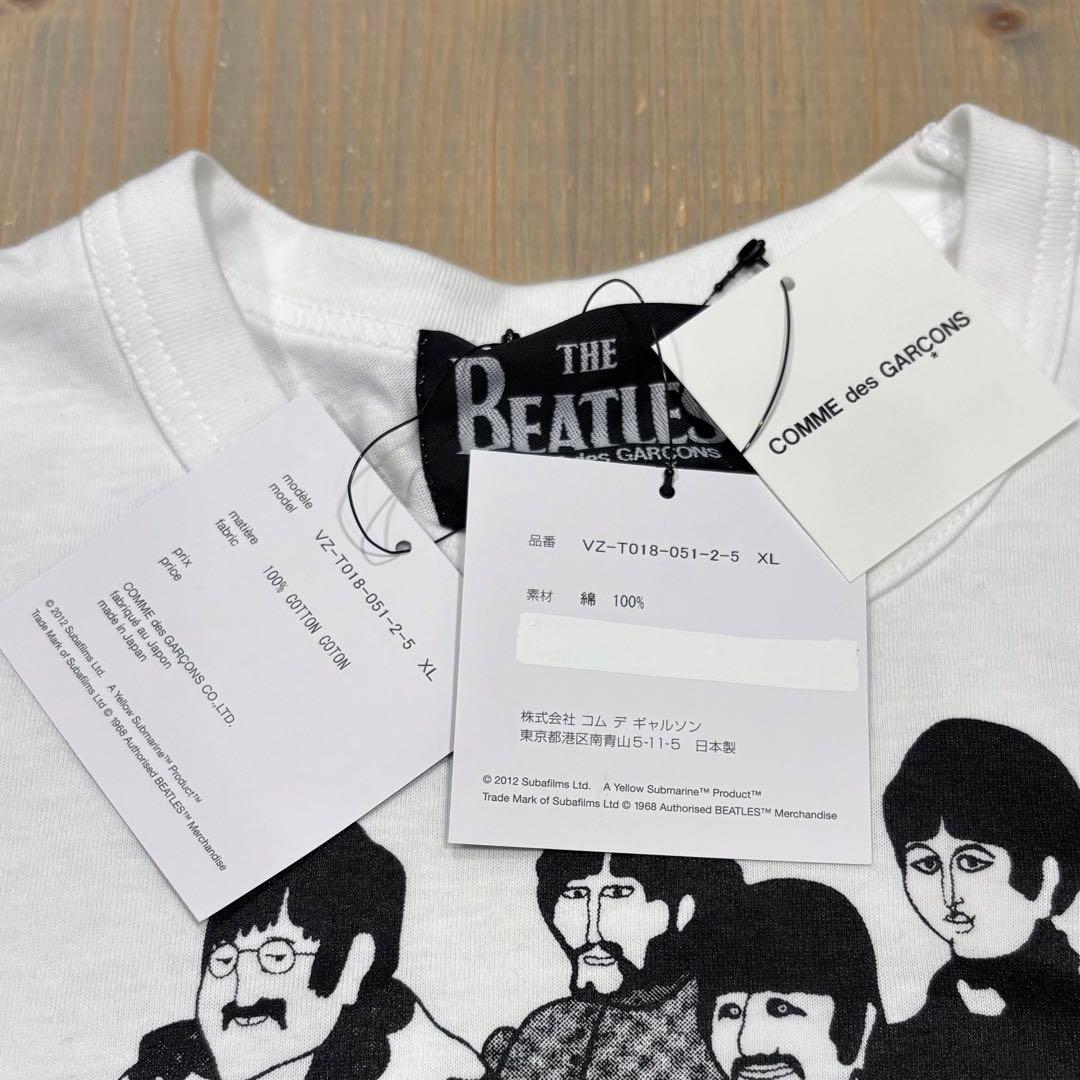 THE
BEATLES
des GARÇONS
COMME des GARÇONS
*
modèle
model VZ-T018-051-2-5 XL
matière
fabric 100% COTTON COTON
prix
price
COMME des GARÇONS CO.,LTD.
fabriqué au Japon
made in Japan
© 2012 Subafilms Ltd. A Yellow Submarine™ Product™
Trade Mark of Subafilms Ltd © 1968 Authorised BEATLES™ Merchandise
品番 VZ-T018-051-2-5 XL
素材 綿 100%
株式会社 コム デ ギャルソン
東京都港区南青山5-11-5 日本製
© 2012 Subafilms Ltd. A Yellow Submarine™ Product™
Trade Mark of Subafilms Ltd © 1968 Authorised BEATLES™ Merchandise